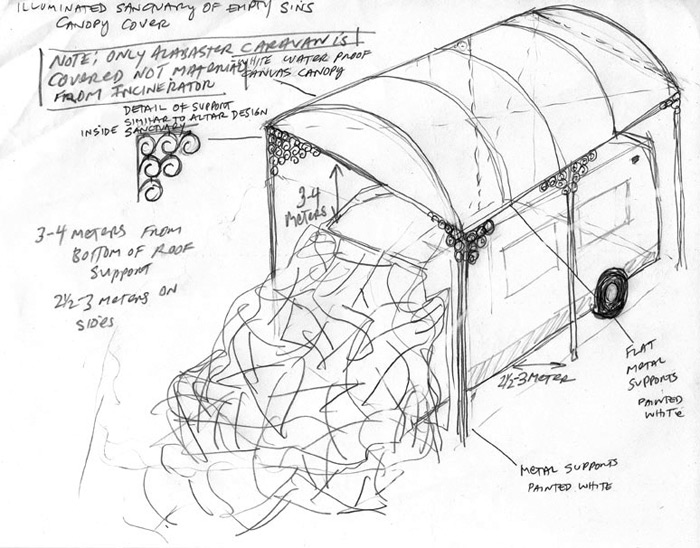 ILLUMINATED SANCTUARY OF EMPTY SINS
CANOPY COVER
NOTE: ONLY ALABASTER CARAVAN IS
COVERED NOT MATERIAL
FROM INCINERATOR
WHITE WATER PROOF
CANVAS CANOPY
DETAIL OF SUPPORT
SIMILAR TO ALTAR DESIGN
INSIDE SANCTUARY
3-4
METERS
3-4 METERS FROM
BOTTOM OF ROOF
SUPPORT
2½-3 METERS ON
SIDES
2½-3 METER
FLAT
METAL
SUPPORTS
PAINTED
WHITE
METAL SUPPORTS
PAINTED WHITE